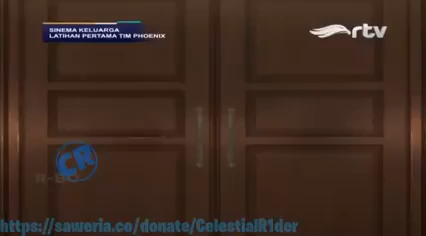 SINEMA KELUARGA
LATIHAN PERTAMA TIM PHOENIX
rtv
CR
https://saweria.co/donate/CelestialR1der